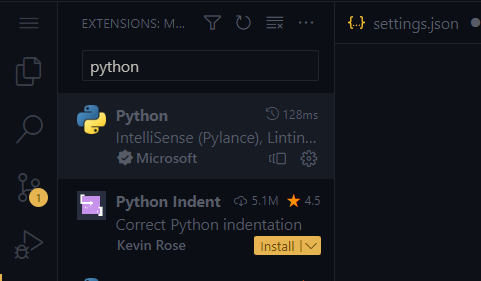 EXTENSIONS: M...
settings.json
python
Python
128ms
IntelliSense (Pylance), Lintin...
Microsoft
1
Python Indent
5.1M
4.5
Correct Python indentation
Kevin Rose
Install